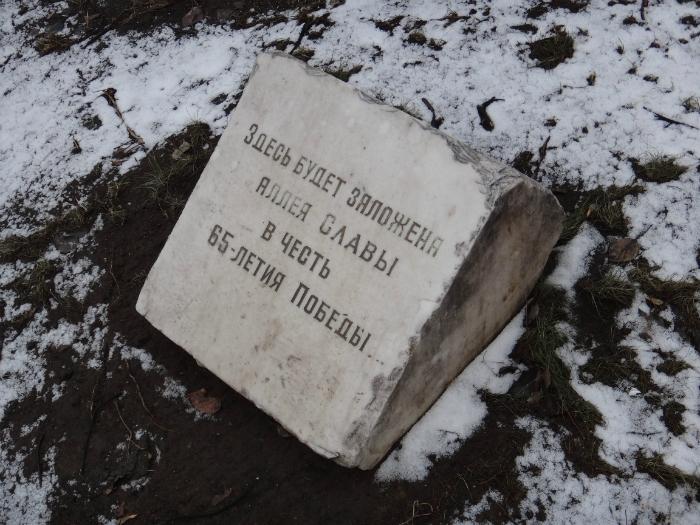 Здесь будет заложена
Аллея Славы
в честь
65-летия Победы...